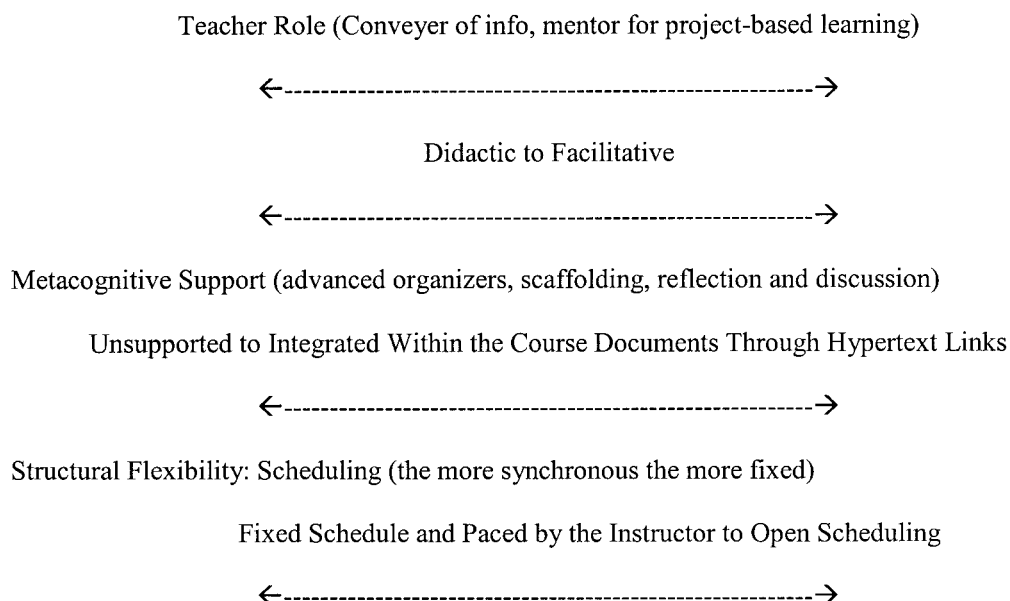 Teacher Role (Conveyer of info, mentor for project-based learning)
←---------------------------------------------------------→
Didactic to Facilitative
←---------------------------------------------------------→
Metacognitive Support (advanced organizers, scaffolding, reflection and discussion)
Unsupported to Integrated Within the Course Documents Through Hypertext Links
←---------------------------------------------------------→
Structural Flexibility: Scheduling (the more synchronous the more fixed)
Fixed Schedule and Paced by the Instructor to Open Scheduling
←---------------------------------------------------------→